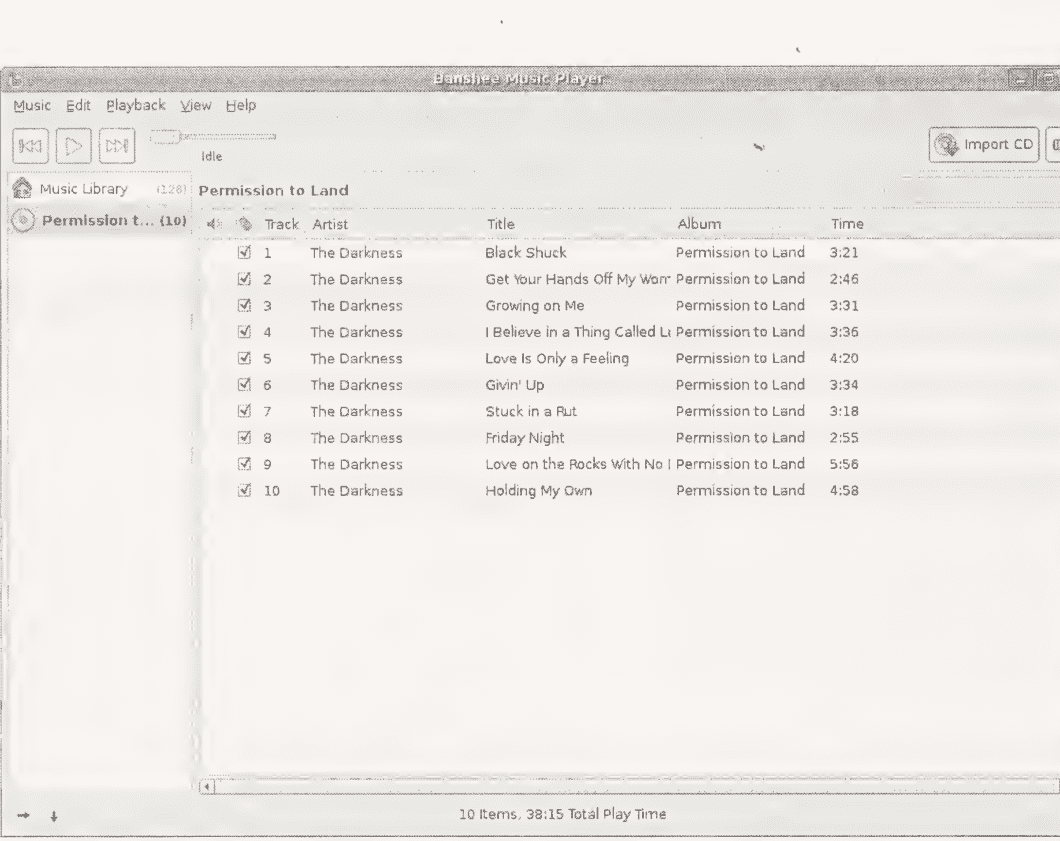 Banshee Music Player
Music Edit Playback View Help
Idle
Import CD
Music Library (128)
Permission to Land
Permission t... (10)
Track Artist Title Album Time
1 The Darkness Black Shuck Permission to Land 3:21
2 The Darkness Get Your Hands Off My Wom Permission to Land 2:46
3 The Darkness Growing on Me Permission to Land 3:31
4 The Darkness I Believe in a Thing Called Lo Permission to Land 3:36
5 The Darkness Love Is Only a Feeling Permission to Land 4:20
6 The Darkness Givin' Up Permission to Land 3:34
7 The Darkness Stuck in a Rut Permission to Land 3:18
8 The Darkness Friday Night Permission to Land 2:55
9 The Darkness Love on the Rocks With No Permission to Land 5:56
10 The Darkness Holding My Own Permission to Land 4:58
10 Items, 38:15 Total Play Time